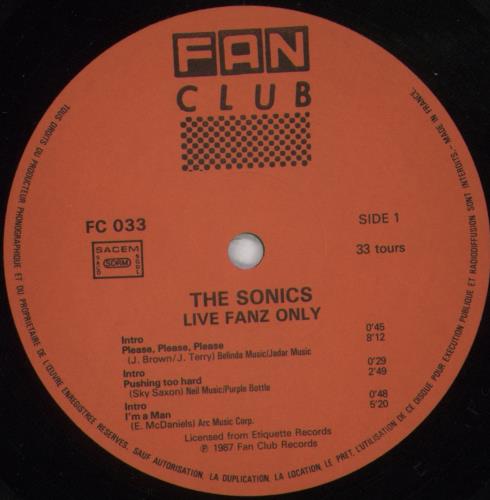 FAN
CLUB
FC 033
SIDE 1
SACEM
SACD
SDRM
SGDL
33 tours
THE SONICS
LIVE FANZ ONLY
Intro 0'45
Please, Please, Please 8'12
(J. Brown/J. Terry) Belinda Music/Jadar Music
Intro 0'29
Pushing too hard 2'49
(Sky Saxon) Neil Music/Purple Bottle
Intro 0'48
I'm a Man 5'20
(E. McDaniels) Arc Music Corp.
Licensed from Etiquette Records
℗ 1987 Fan Club Records
TOUS DROITS DU PRODUCTEUR PHONOGRAPHIQUE ET DU PROPRIETAIRE DE L'ŒUVRE ENREGISTREE RESERVES. SAUF AUTORISATION, LA DUPLICATION, LA LOCATION, LE PRET, L'UTILISATION DE CE DISQUE POUR EXECUTION PUBLIQUE ET RADIODIFFUSION SONT INTERDITS. - MADE IN FRANCE.